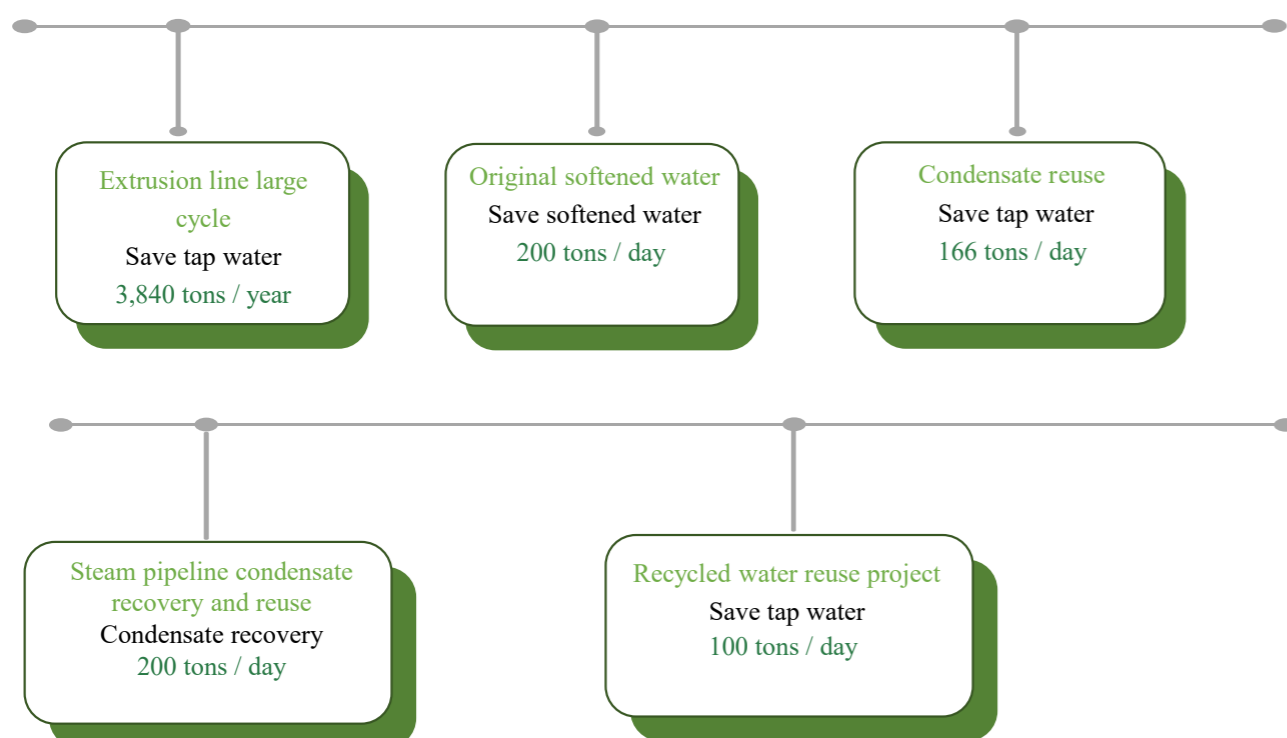 Extrusion line large
cycle
Save tap water
3,840 tons / year
Original softened water
Save softened water
200 tons / day
Condensate reuse
Save tap water
166 tons / day
Steam pipeline condensate
recovery and reuse
Condensate recovery
200 tons / day
Recycled water reuse project
Save tap water
100 tons / day